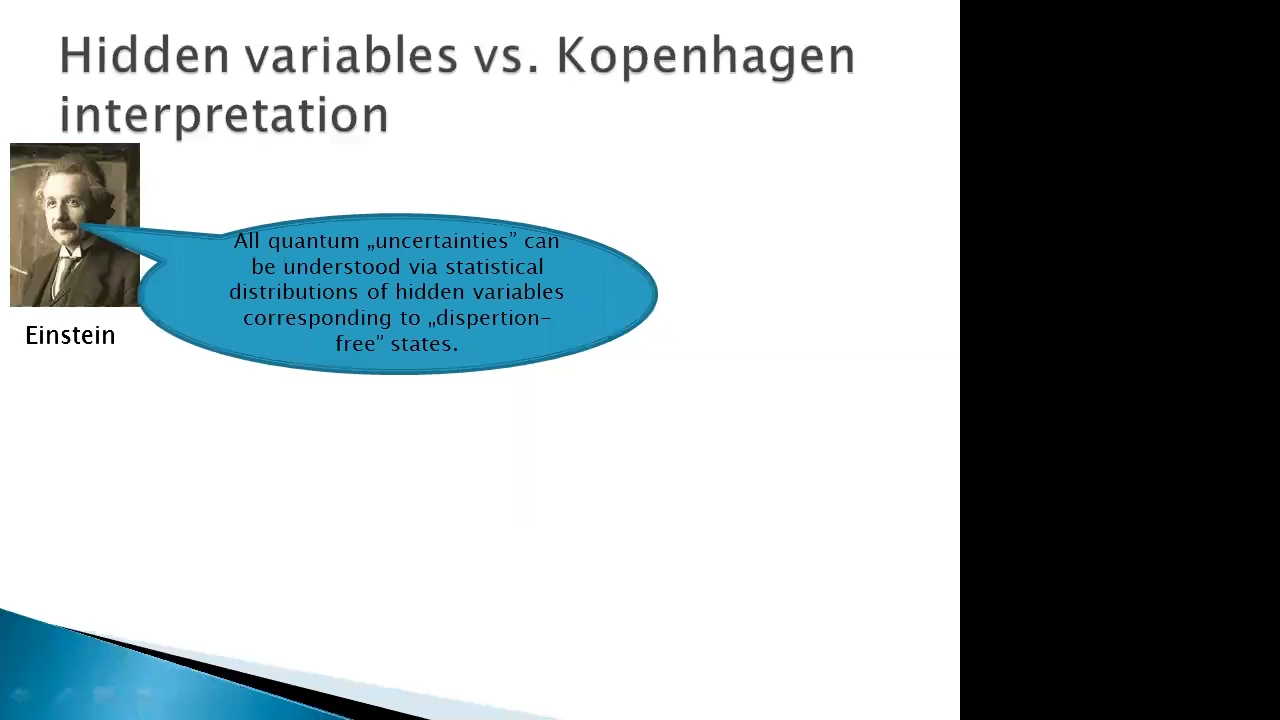 Hidden variables vs. Kopenhagen
interpretation
All quantum „uncertainties” can
be understood via statistical
distributions of hidden variables
corresponding to „dispertion-
free” states.
Einstein